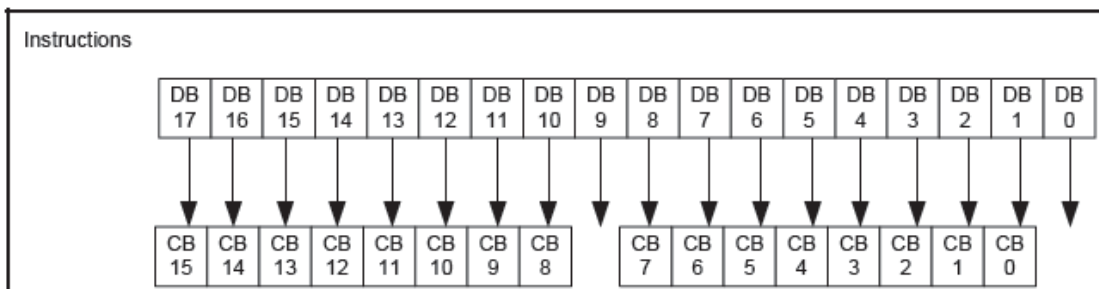 Instructions
DB DB DB DB DB DB DB DB DB DB DB DB DB DB DB DB DB DB
17 16 15 14 13 12 11 10 9 8 7 6 5 4 3 2 1 0
CB CB CB CB CB CB CB CB CB CB CB CB CB CB CB CB
15 14 13 12 11 10 9 8 7 6 5 4 3 2 1 0